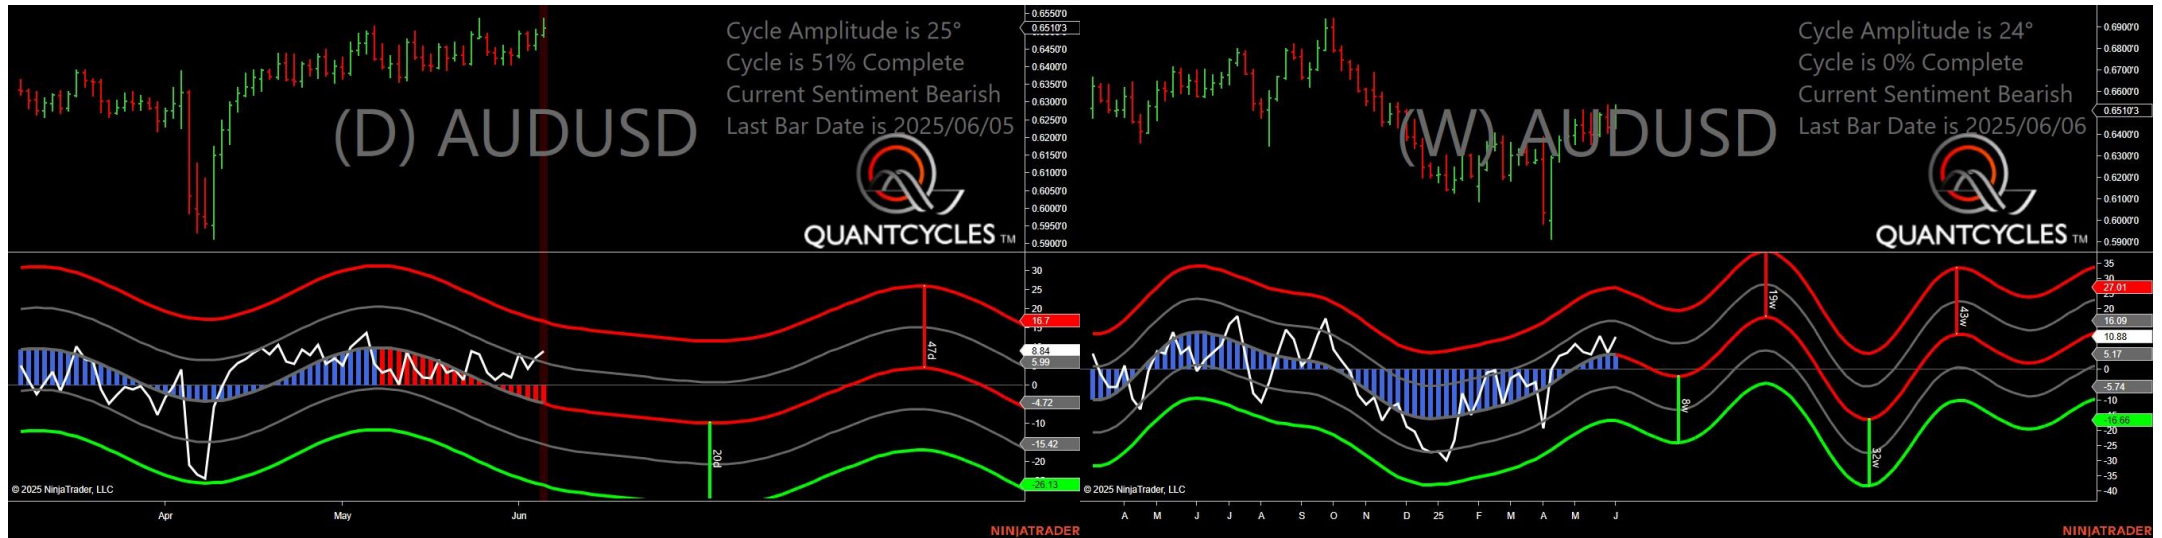 Cycle Amplitude is 25°
Cycle is 51% Complete
Current Sentiment Bearish
Last Bar Date is 2025/06/05
(D) AUDUSD
QUANTCYCLES TM
0.6550'0
0.6510'3
0.6450'0
0.6400'0
0.6350'0
0.6300'0
0.6250'0
0.6200'0
0.6150'0
0.6100'0
0.6050'0
0.6000'0
0.5950'0
0.5900'0
30
25
20
16.7
15
8.84
5.99
0
-4.72
-10
-15.42
-20
-26.13
47d
20d
© 2025 NinjaTrader, LLC
Apr
May
Jun
NINJATRADER
Cycle Amplitude is 24°
Cycle is 0% Complete
Current Sentiment Bearish
Last Bar Date is 2025/06/06
(W) AUDUSD
QUANTCYCLES TM
0.6900'0
0.6800'0
0.6700'0
0.6600'0
0.6510'3
0.6400'0
0.6300'0
0.6200'0
0.6100'0
0.6000'0
0.5900'0
35
30
27.01
25
20
16.09
10.88
5.17
0
-5.74
-10
-16.66
-20
-25
-30
-35
-40
19w
43w
8w
32w
© 2025 NinjaTrader, LLC
A M J J A S O N D 25 F M A M J
NINJATRADER